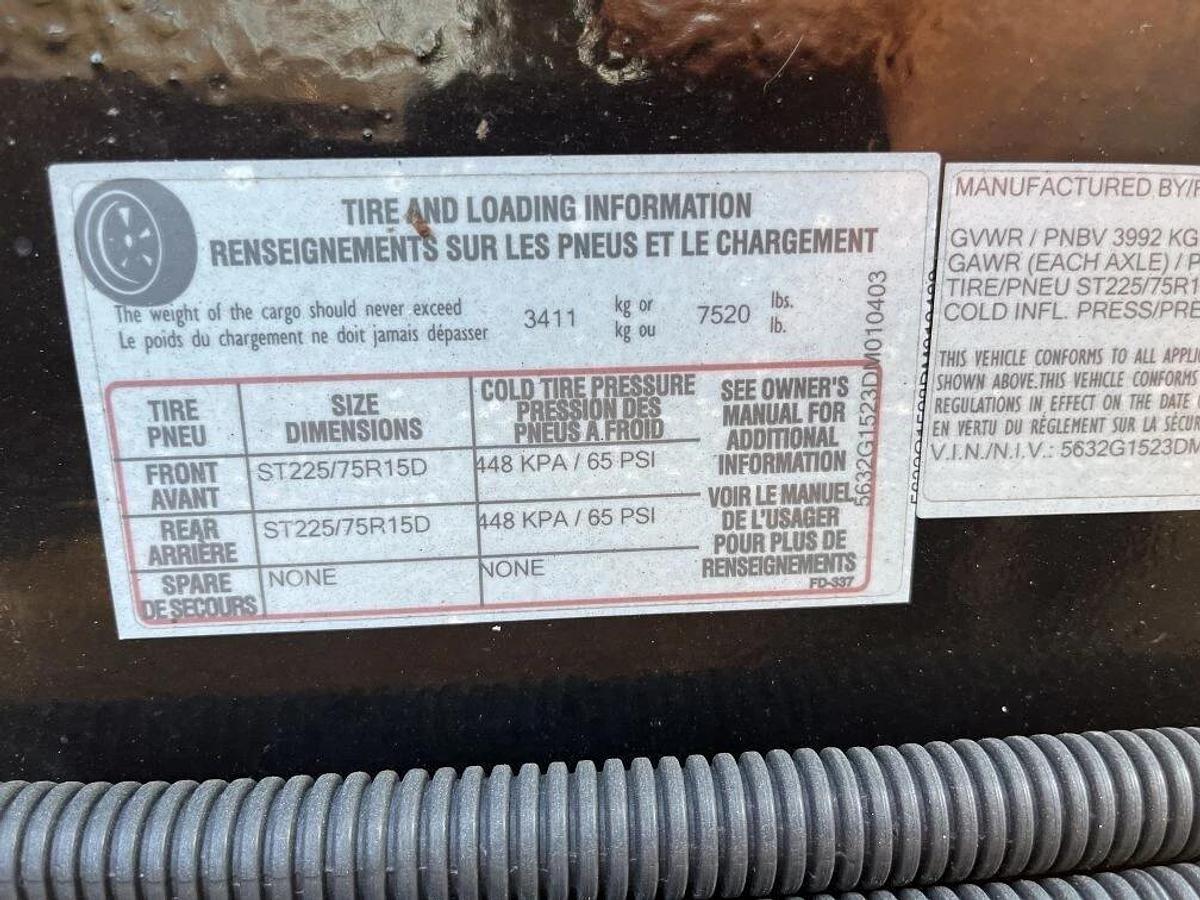 TIRE AND LOADING INFORMATION
RENSEIGNEMENTS SUR LES PNEUS ET LE CHARGEMENT
The weight of the cargo should never exceed 3411 kg or 7520 lbs.
Le poids du chargement ne doit jamais dépasser kg ou lb.
TIRE
PNEU
SIZE
DIMENSIONS
COLD TIRE PRESSURE
PRESSION DES
PNEUS A FROID
FRONT
AVANT
ST225/75R15D
448 KPA / 65 PSI
REAR
ARRIÈRE
ST225/75R15D
448 KPA / 65 PSI
SPARE
DE SECOURS
NONE
NONE
SEE OWNER'S
MANUAL FOR
ADDITIONAL
INFORMATION
VOIR LE MANUEL
DE L'USAGER
POUR PLUS DE
RENSEIGNEMENTS
FD-337
5632G1523DM010403
MANUFACTURED BY/
GVWR / PNBV 3992 KG
GAWR (EACH AXLE) / P
TIRE/PNEU ST225/75R1
COLD INFL. PRESS/PRE
THIS VEHICLE CONFORMS TO ALL APPLI
SHOWN ABOVE.THIS VEHICLE CONFORMS
REGULATIONS IN EFFECT ON THE DATE
EN VERTU DU RÈGLEMENT SUR LA SÉCUR
V.I.N./N.I.V.: 5632G1523DM